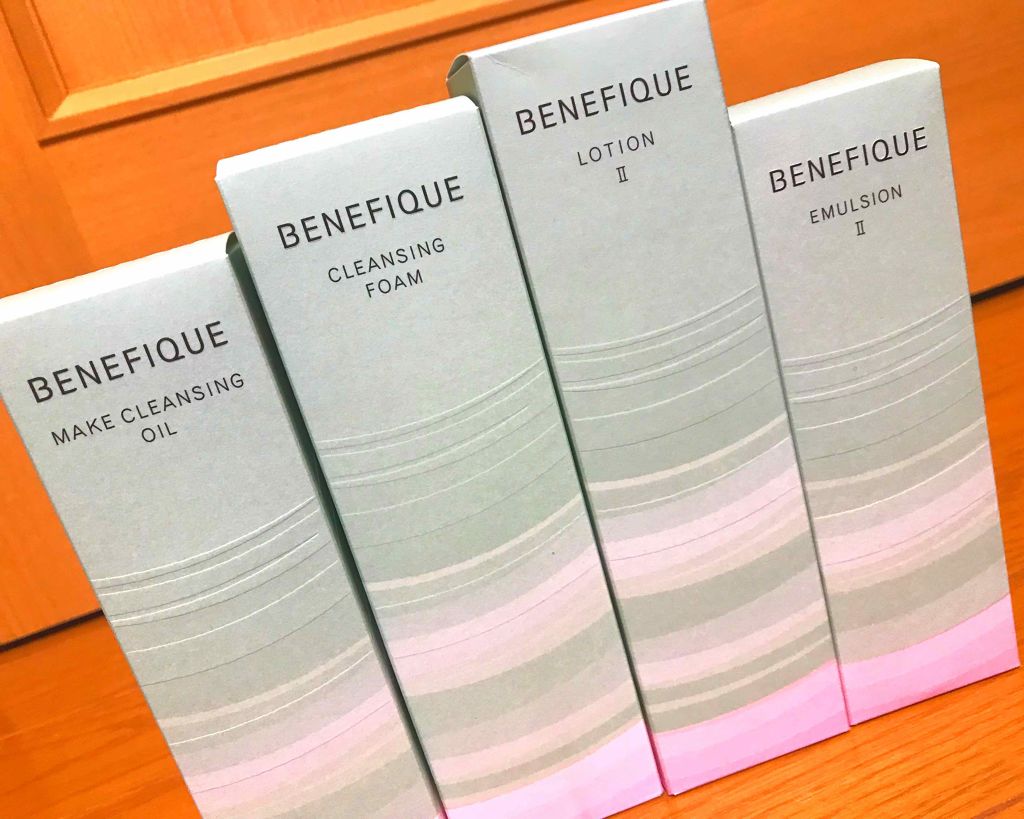 BENEFIQUE
MAKE CLEANSING
OIL
BENEFIQUE
CLEANSING
FOAM
BENEFIQUE
LOTION
Ⅱ
BENEFIQUE
EMULSION
Ⅱ